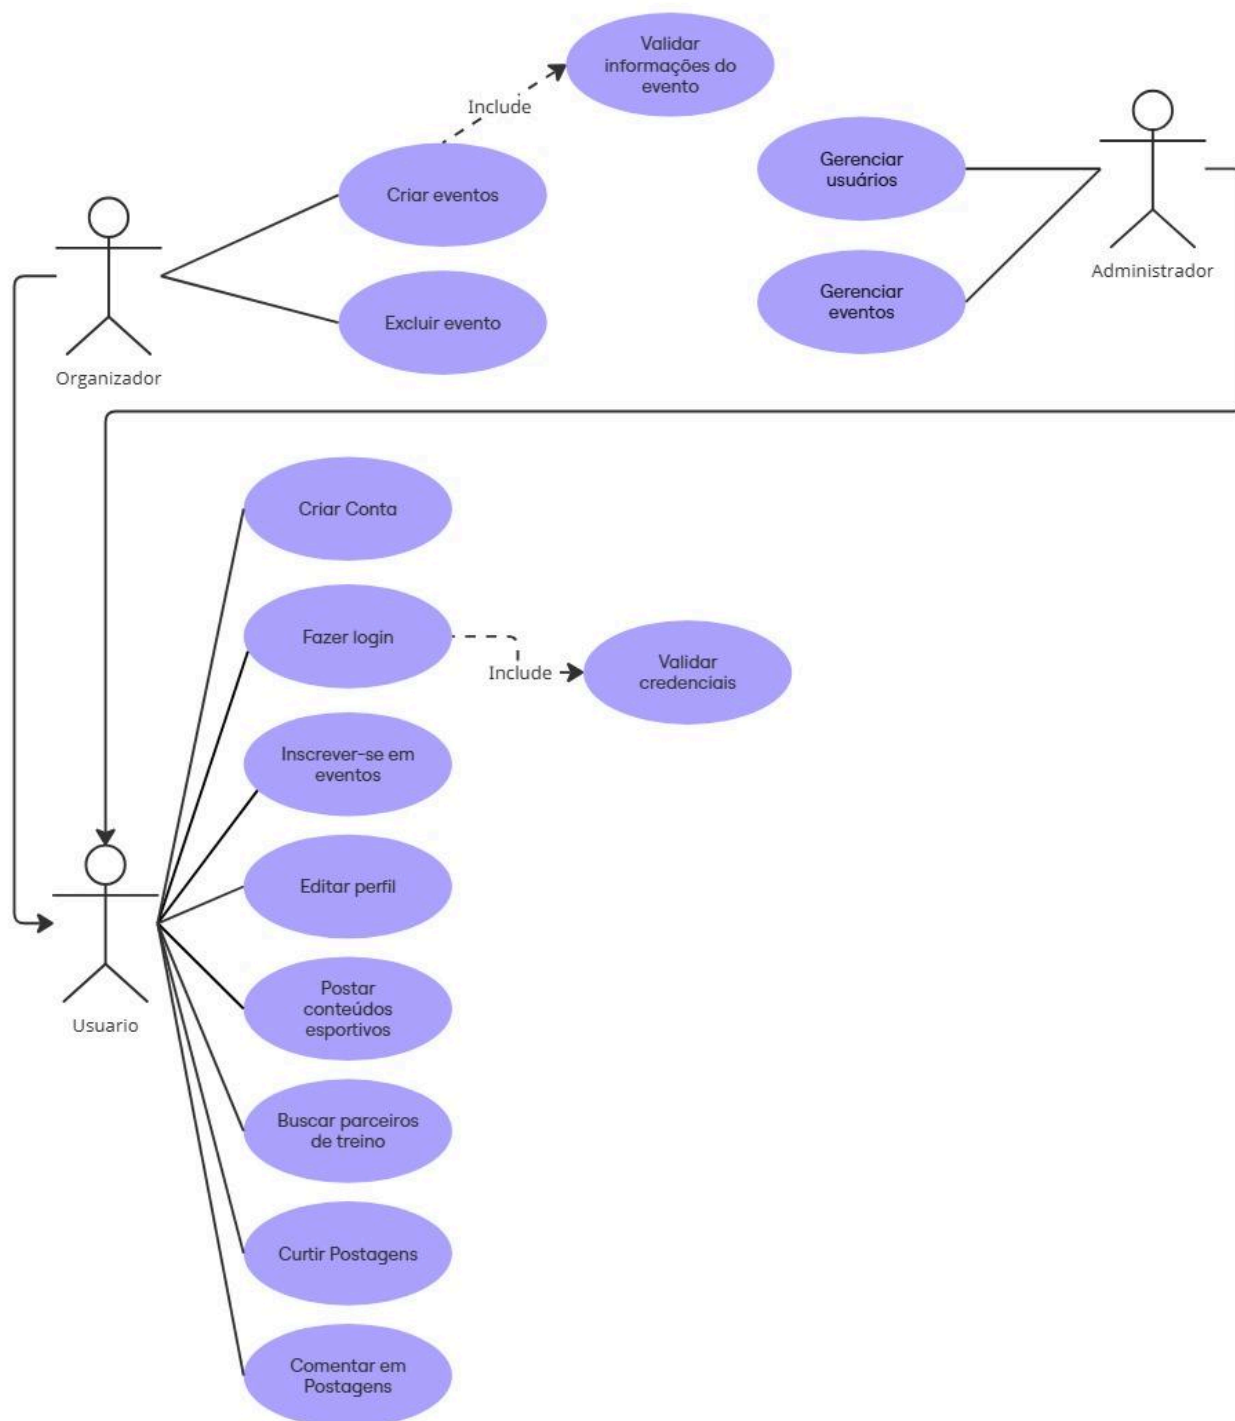 Validar
informações do
evento
Include
Criar eventos
Gerenciar
usuários
Administrador
Gerenciar
eventos
Excluir evento
Organizador
Criar Conta
Fazer login
Include
Validar
credenciais
Inscrever-se em
eventos
Editar perfil
Postar
conteúdos
esportivos
Usuario
Buscar parceiros
de treino
Curtir Postagens
Comentar em
Postagens